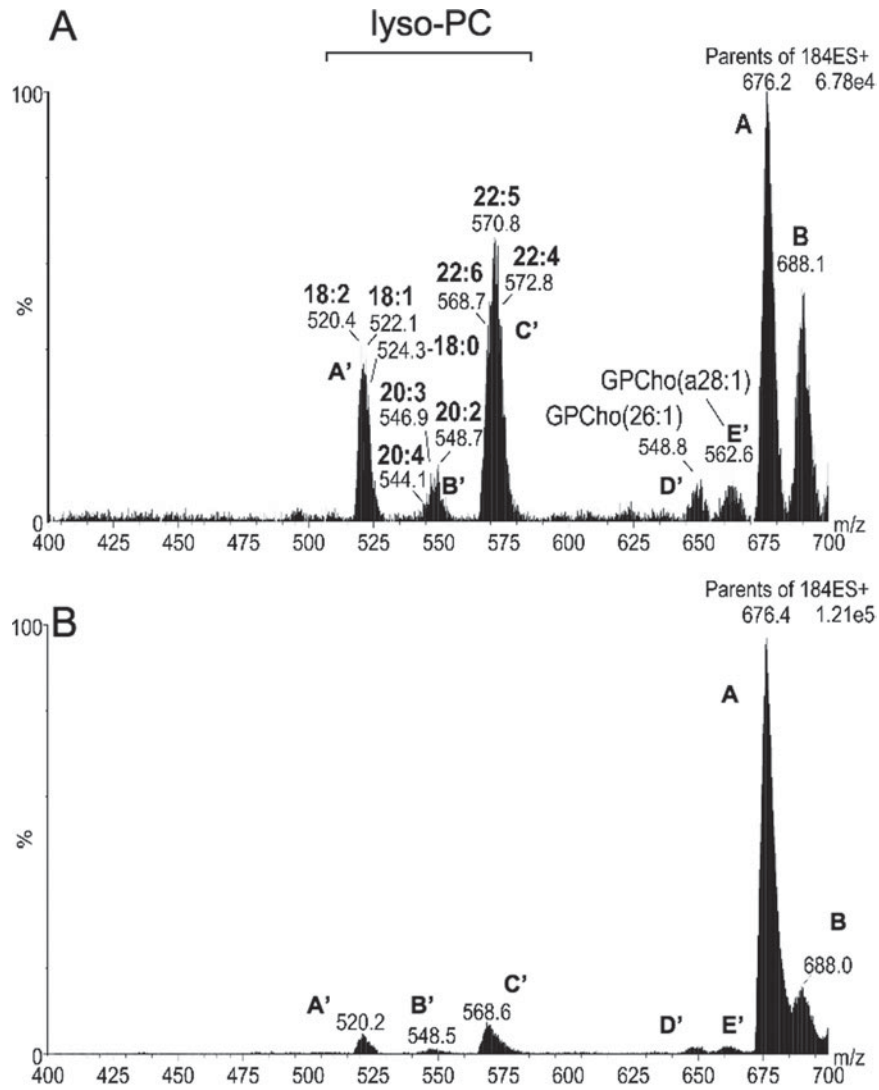 A
lyso-PC
Parents of 184ES+
676.2 6.78e4
100
A
22:5
570.8
B
688.1
22:6
22:4
568.7
572.8
18:2
18:1
520.4
522.1
C'
%
524.3-18:0
A'
GPCho(a28:1)
20:3
GPCho(26:1)
546.9
20:2
E'
548.7
548.8
562.6
20:4
544.1
B'
D'
0
400 425 450 475 500 525 550 575 600 625 650 675 700 m/z
B
Parents of 184ES+
676.4 1.21e5
100
A
%
B
688.0
C'
A'
B'
568.6
520.2
548.5
D'
E'
0
400 425 450 475 500 525 550 575 600 625 650 675 700 m/z